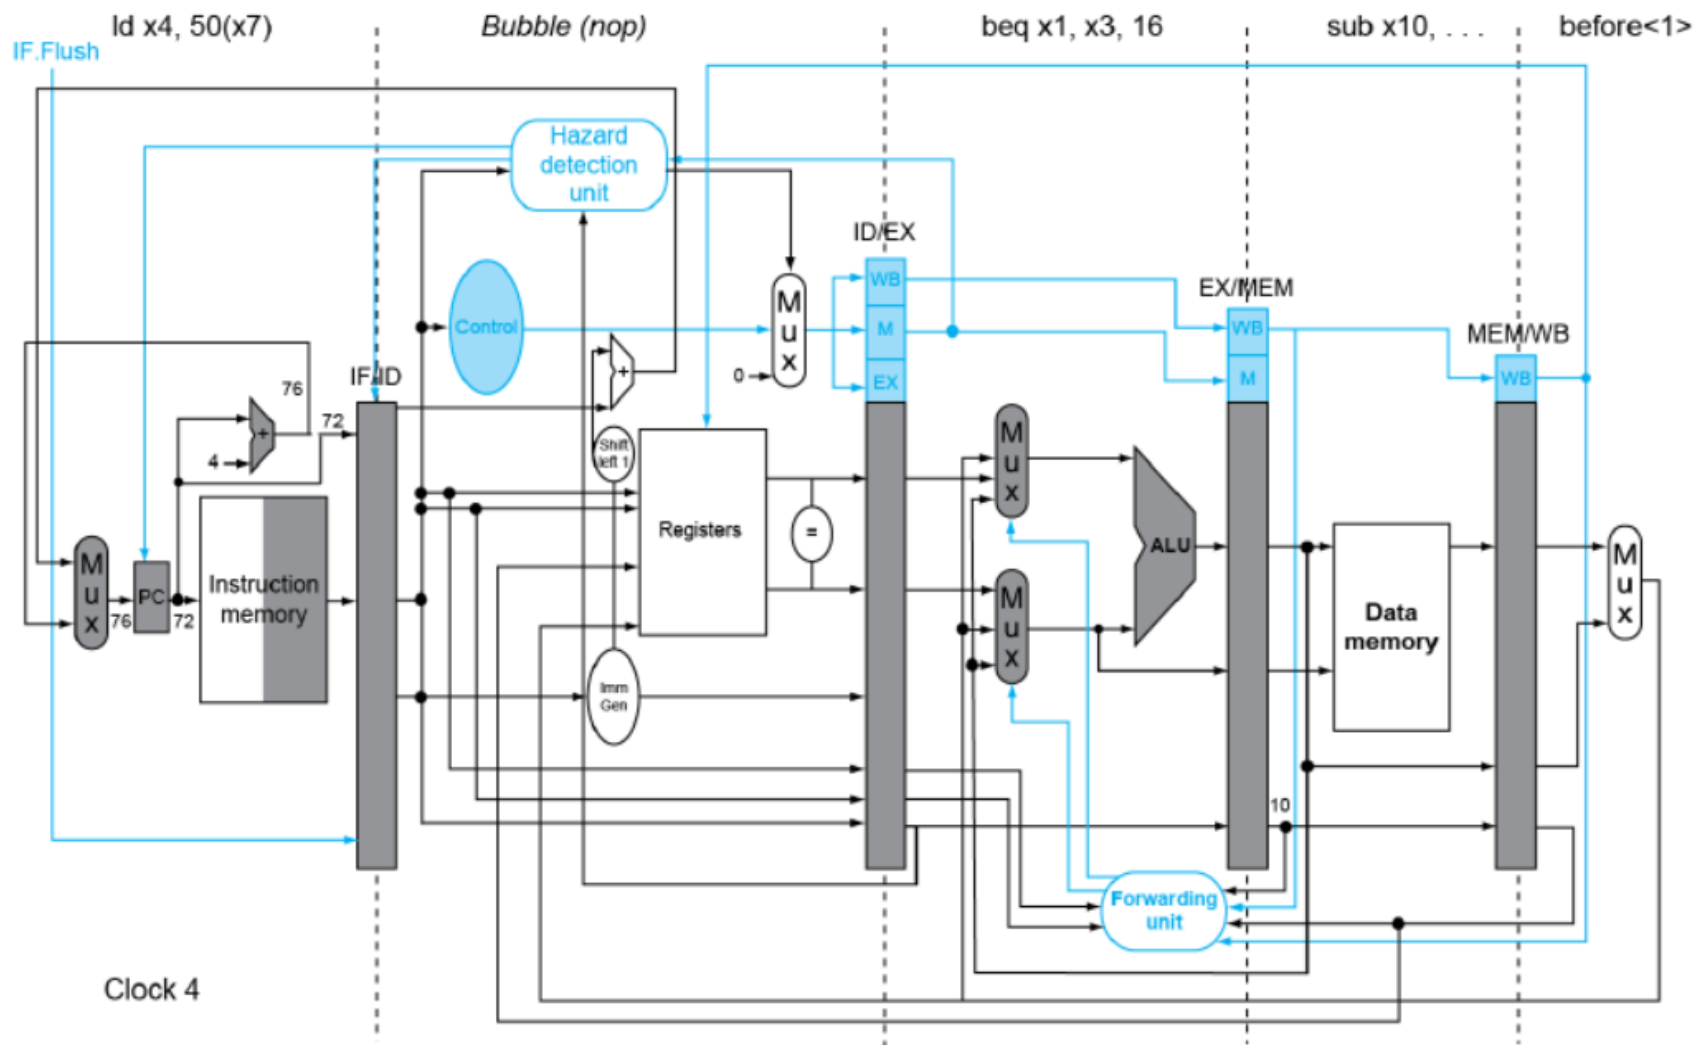 ld x4, 50(x7)
Bubble (nop)
beq x1, x3, 16
sub x10, . . .
before<1>
IF.Flush
Hazard
detection
unit
ID/EX
EX/MEM
MEM/WB
IF/ID
Control
M
u
x
0
WB
M
EX
WB
M
WB
+
76
72
4
+
Shift
left 1
M
u
x
76
PC
72
Instruction
memory
Registers
=
Imm
Gen
M
u
x
M
u
x
ALU
Data
memory
M
u
x
10
Forwarding
unit
Clock 4